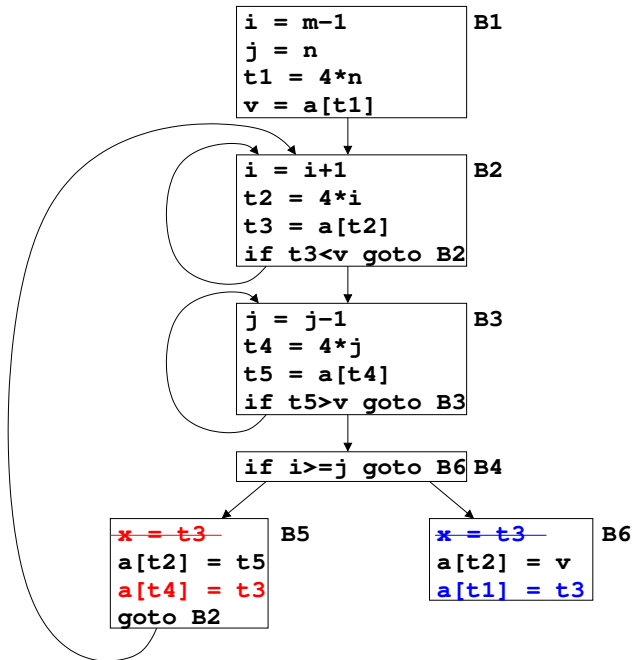 i = m-1
B1
j = n
t1 = 4*n
v = a[t1]
i = i+1
B2
t2 = 4*i
t3 = a[t2]
if t3<v goto B2
j = j-1
B3
t4 = 4*j
t5 = a[t4]
if t5>v goto B3
if i>=j goto B6
B4
x = t3
B5
a[t2] = t5
a[t4] = t3
goto B2
x = t3
B6
a[t2] = v
a[t1] = t3